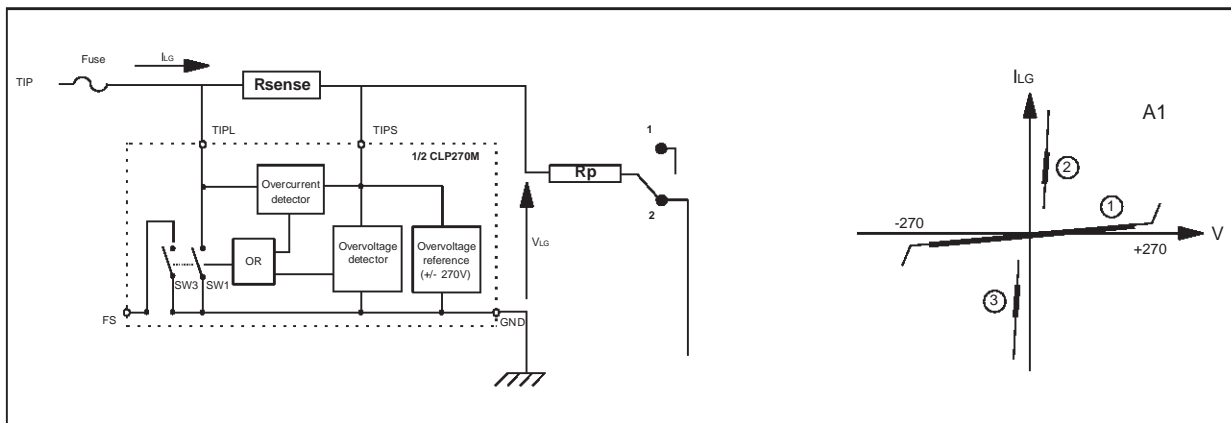 Fuse
ILG
TIP
Rsense
TIPL
TIPS
1/2 CLP270M
Overcurrent
detector
OR
Overvoltage
detector
Overvoltage
reference
(+/- 270V)
SW3
SW1
FS
GND
VLG
Rp
1
2
ILG
A1
2
1
-270
+270
V
3